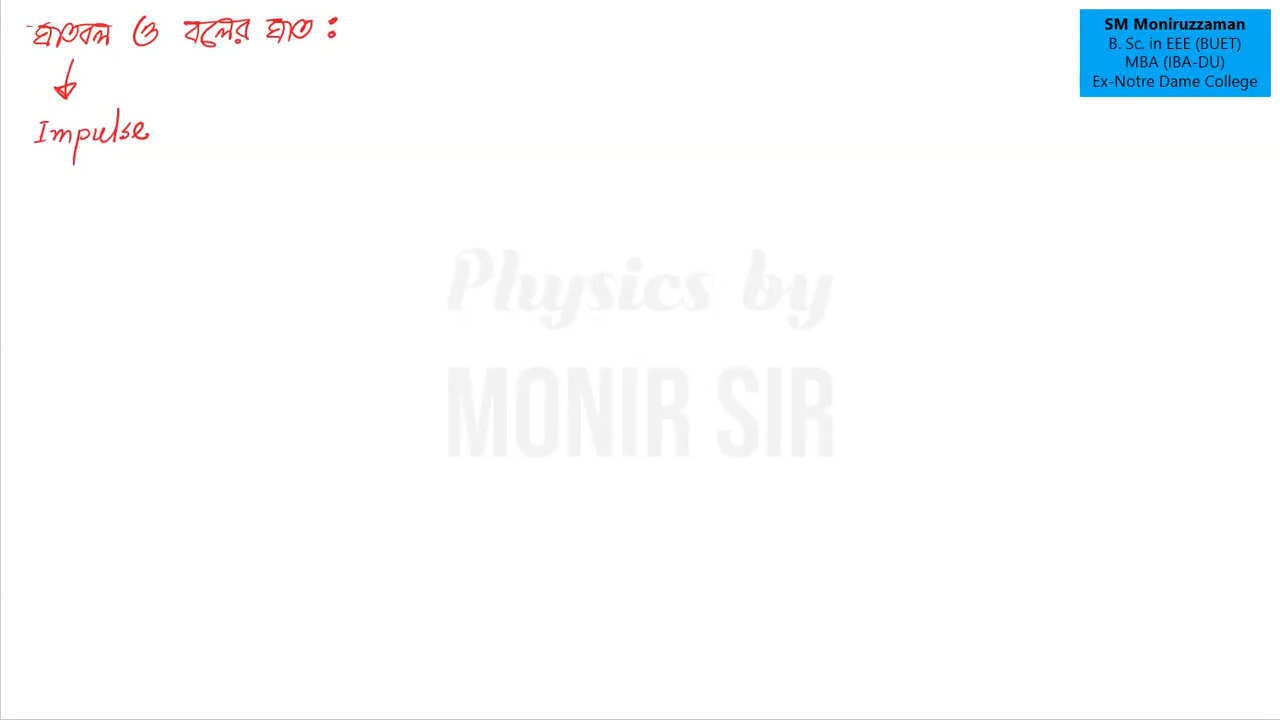 ঘাতবল ও বলের ঘাত :
↓
Impulse
SM Moniruzzaman
B. Sc. in EEE (BUET)
MBA (IBA-DU)
Ex-Notre Dame College
Physics by
MONIR SIR